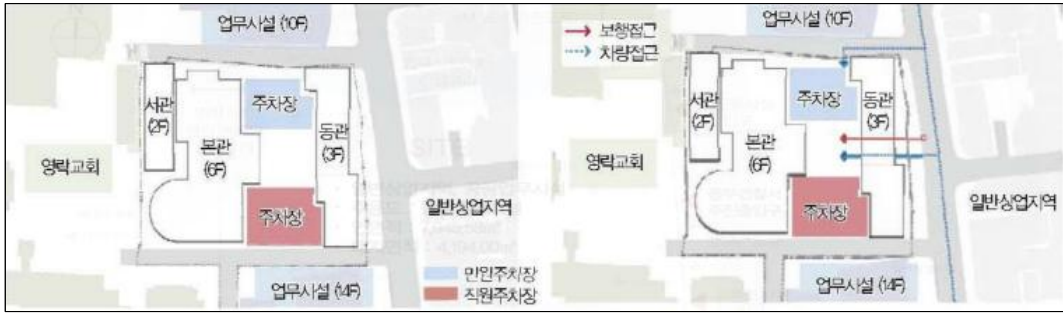 업무시설 (10F)
서관
(2F)
주차장
동관
(3F)
본관
(6F)
영락교회
주차장
일반상업지역
업무시설 (14F)
민원주차장
직원주차장
업무시설 (10F)
보행접근
차량접근
서관
(2F)
주차장
동관
(3F)
본관
(6F)
영락교회
주차장
일반상업지역
업무시설 (14F)